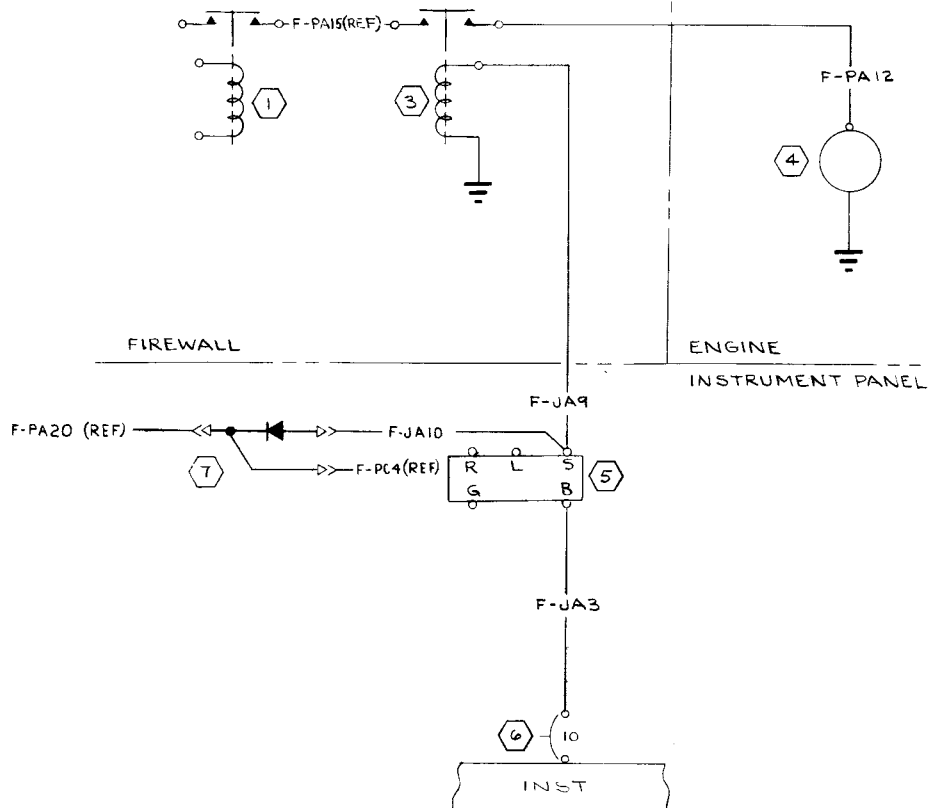 F-PA15(REF)
1
3
F-PA12
4
FIREWALL
ENGINE
INSTRUMENT PANEL
F-JA9
F-PA20 (REF)
F-JA10
7
F-PC4(REF)
R L S
G B
5
F-JA3
6
10
INST